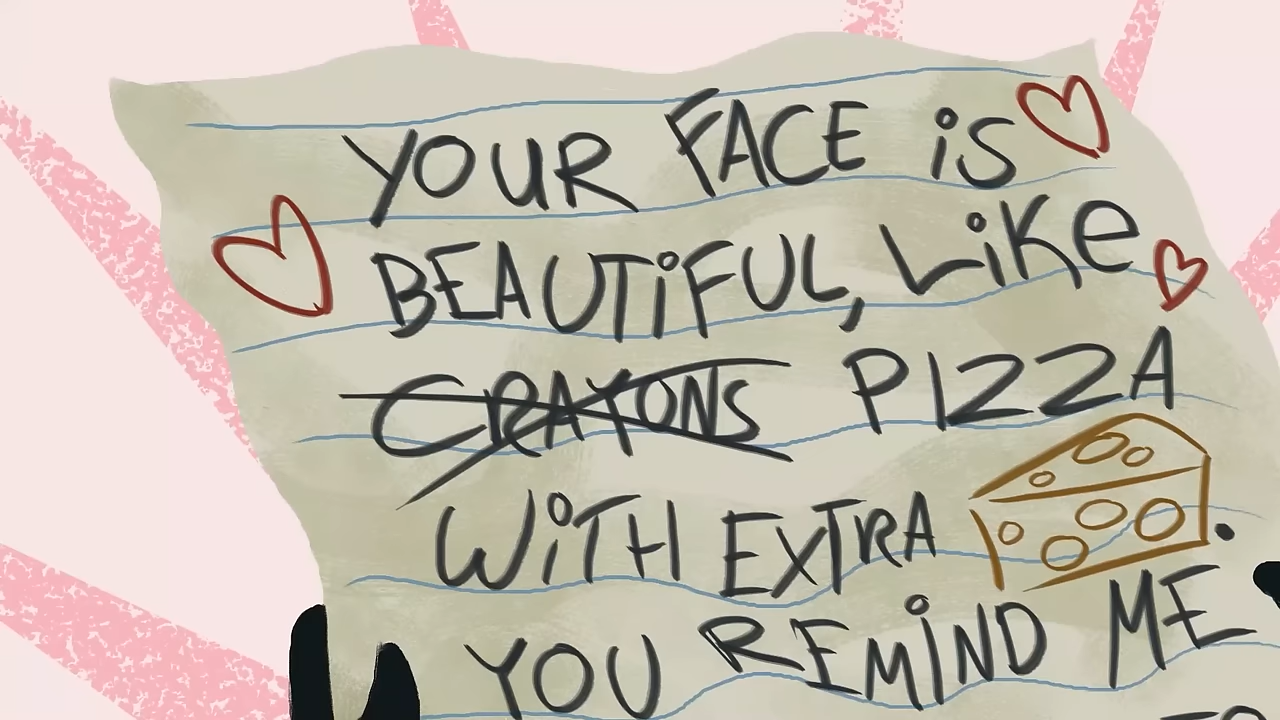 YOUR FACE iS
BEAUTiFUL, LiKe
CRAYONS PIZZA
WiTH EXTRA .
YOU REMiND ME